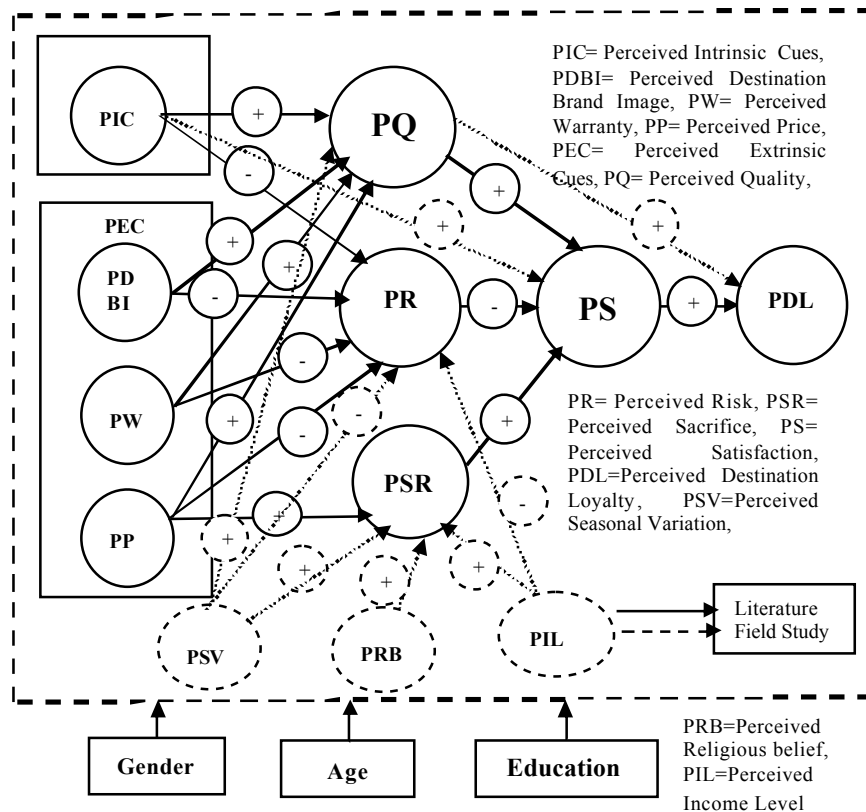 PIC= Perceived Intrinsic Cues,
PDBI= Perceived Destination
Brand Image, PW= Perceived
Warranty, PP= Perceived Price,
PEC= Perceived Extrinsic
Cues, PQ= Perceived Quality,
PIC
+
PQ
-
+
+
+
PEC
+
+
PD
BI
-
PR
-
PS
+
PDL
PW
-
-
+
-
+
PR= Perceived Risk, PSR=
Perceived Sacrifice, PS=
Perceived Satisfaction,
PDL=Perceived Destination
Loyalty, PSV=Perceived
Seasonal Variation,
PSR
-
PP
+
+
+
+
+
PSV
PRB
PIL
Literature
Field Study
Gender
Age
Education
PRB=Perceived
Religious belief,
PIL=Perceived
Income Level